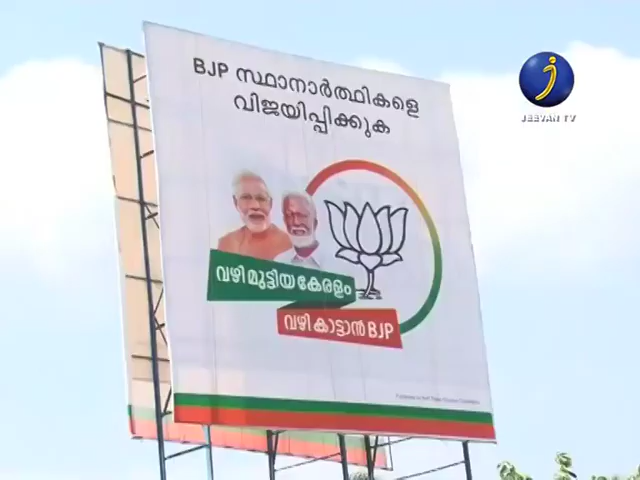 BJP സ്ഥാനാർത്ഥികളെ
വിജയിപ്പിക്കുക
JEEVAN TV
വഴി മുട്ടിയ കേരളം
വഴി കാട്ടാൻ BJP